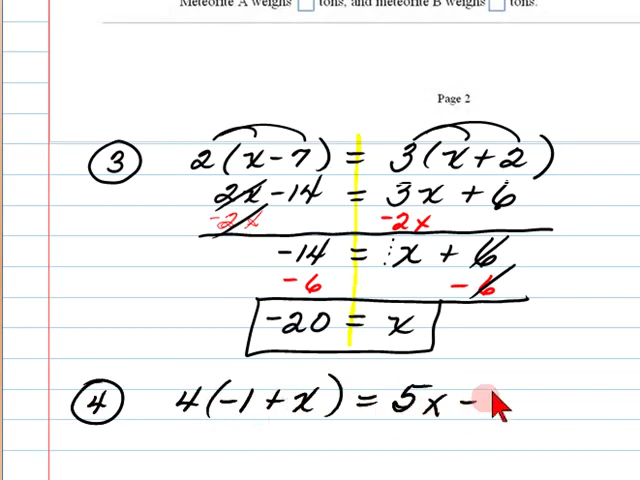 Meteorite A weighs tons, and meteorite B weighs tons.
Page 2
3 2(x-7) = 3(x+2)
2x -14 = 3x + 6
-2x -2x
-14 = x + 6
-6 -6
-20 = x
4 4(-1+x) = 5x -